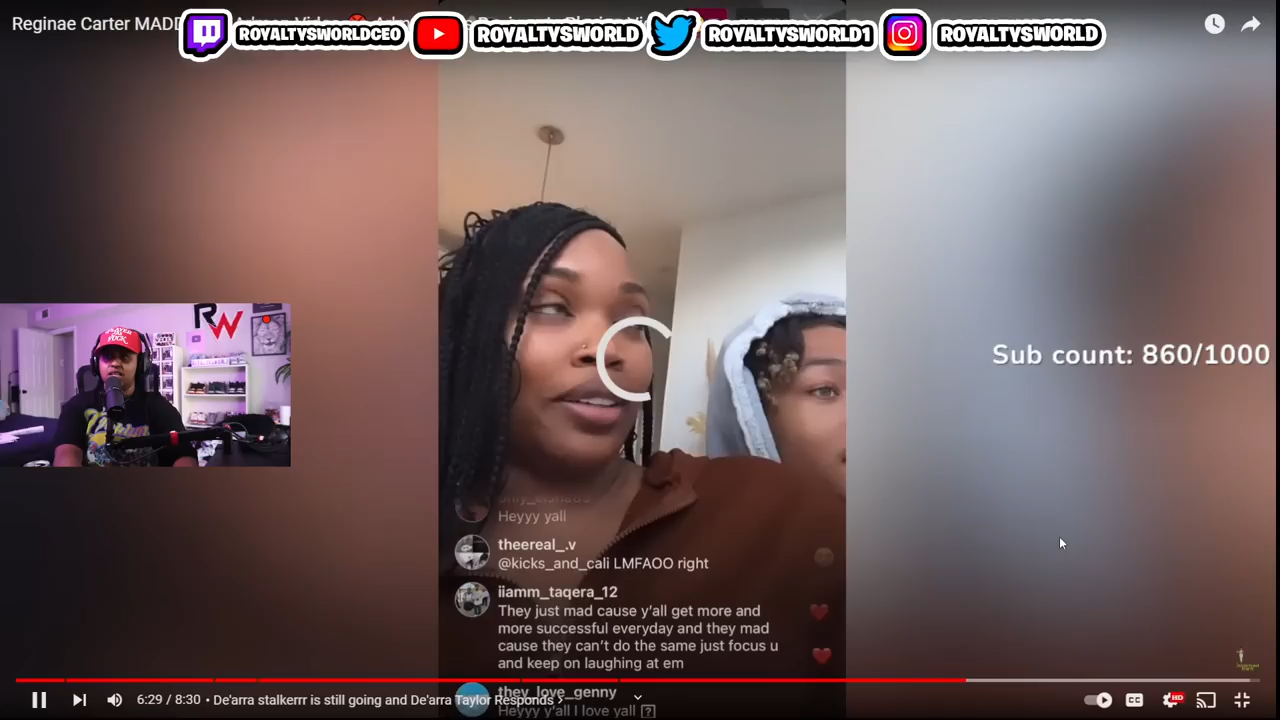 Reginae Carter MADD
ROYALTYSWORLDCEO
ROYALTYSWORLD
ROYALTYSWORLD1
ROYALTYSWORLD
RW
Sub count: 860/1000
Heyyy yall
theereal_.v
@kicks_and_cali LMFAOO right
iiamm_taqera_12
They just mad cause y'all get more and
more successful everyday and they mad
cause they can't do the same just focus u
and keep on laughing at em
they_love_genny
Heyyy y'all I love yall
6:29 / 8:30 • De'arra stalkerrr is still going and De'arra Taylor Responds
CC
HD